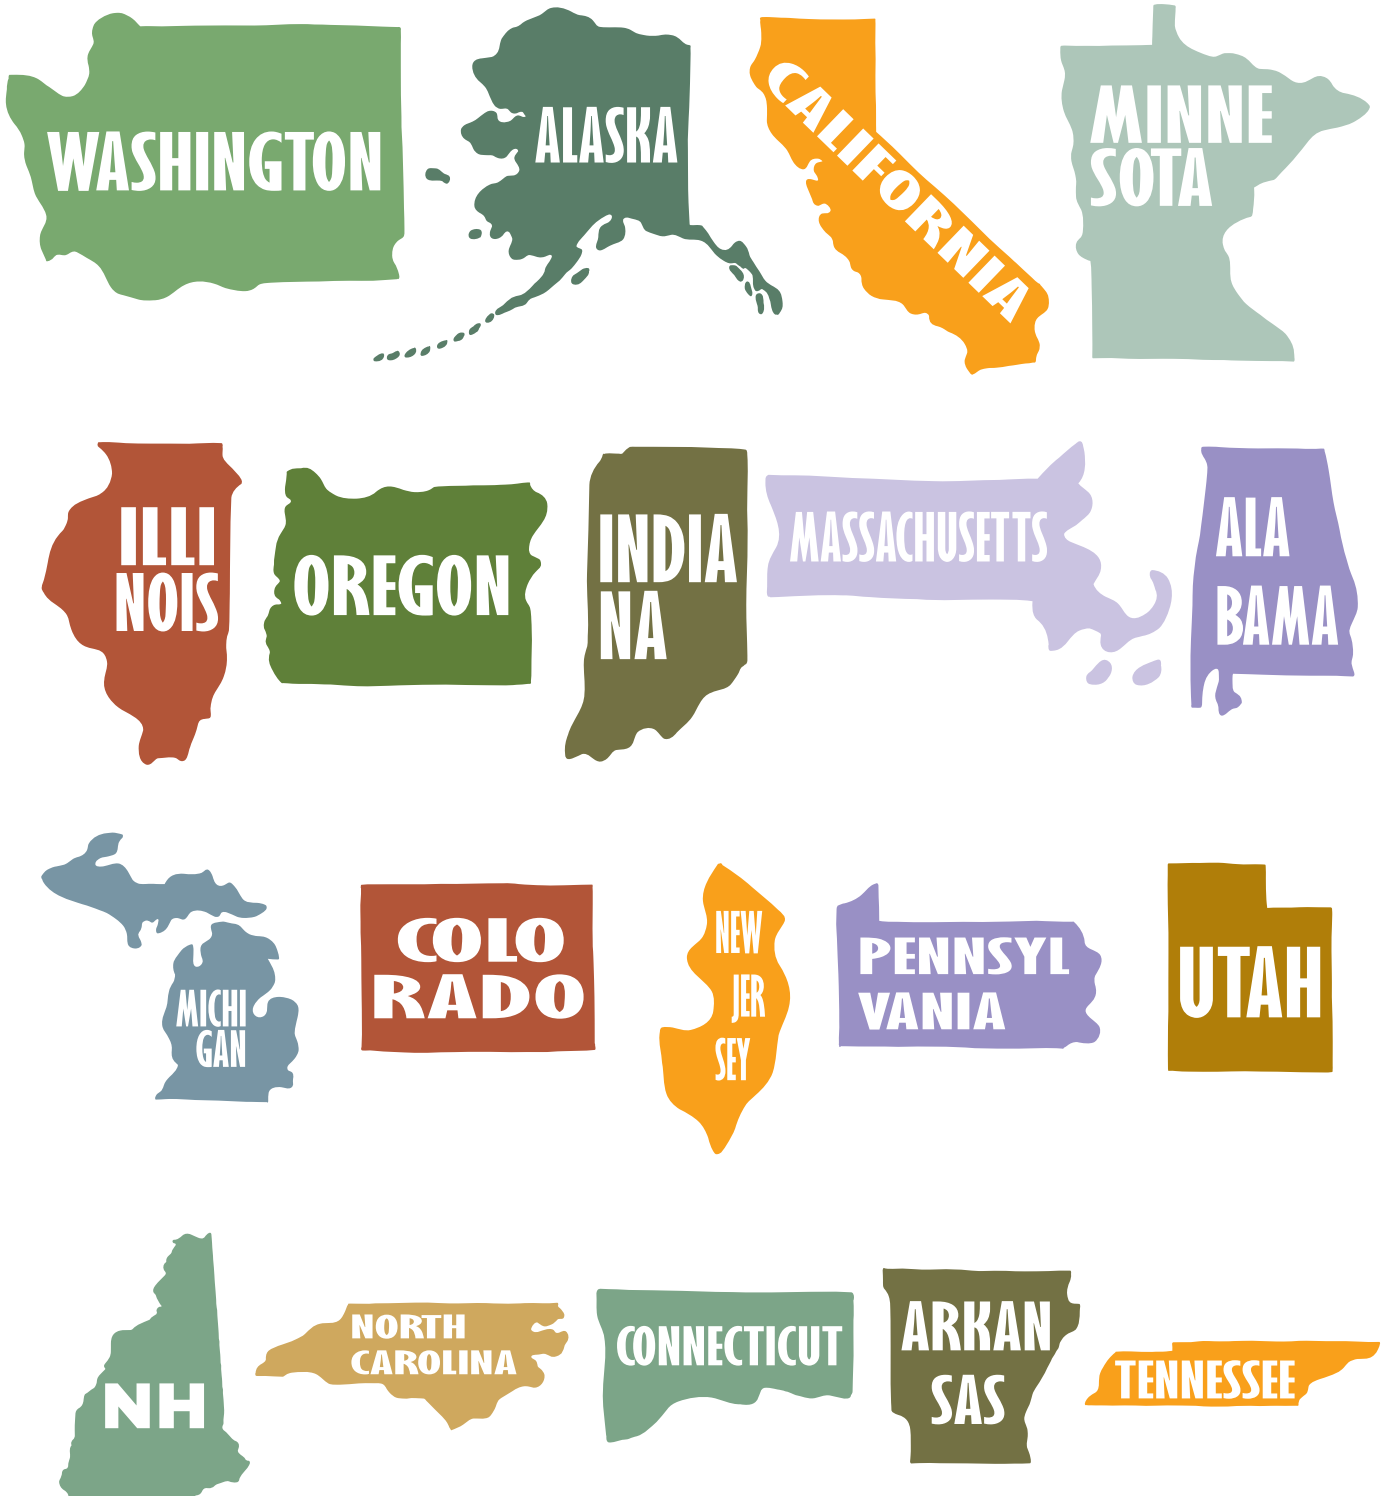 WASHINGTON
ALASKA
CALIFORNIA
MINNE
SOTA
ILLI
NOIS
OREGON
INDIA
NA
MASSACHUSETTS
ALA
BAMA
MICHI
GAN
COLO
RADO
NEW
JER
SEY
PENNSYL
VANIA
UTAH
NH
NORTH
CAROLINA
CONNECTICUT
ARKAN
SAS
TENNESSEE